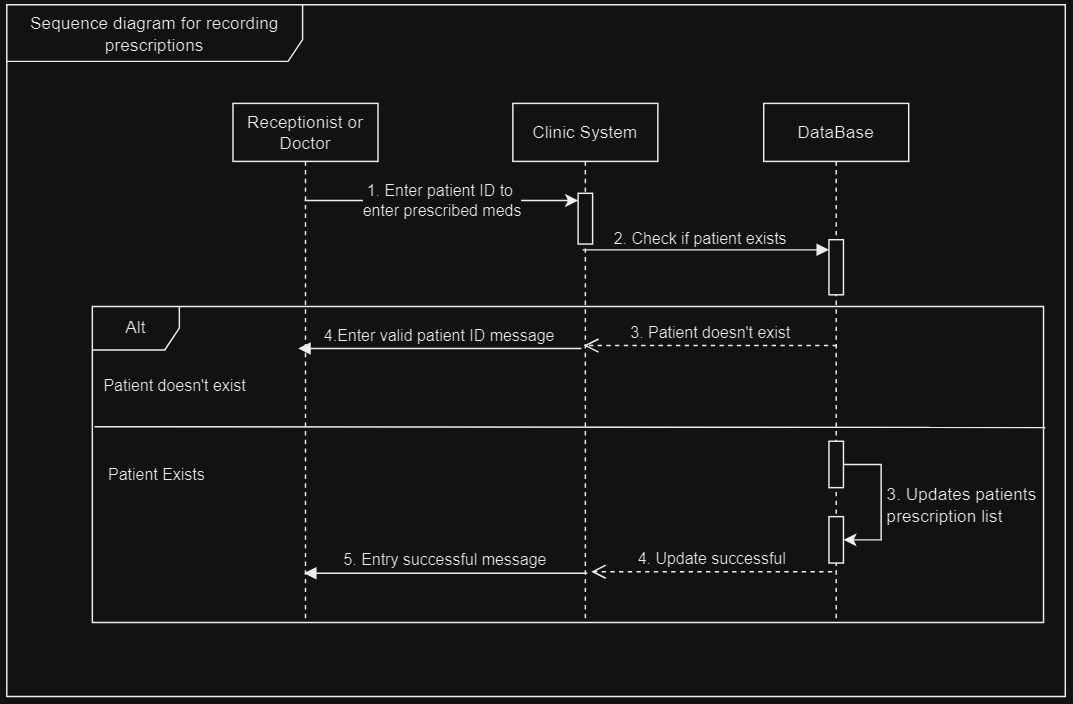 Sequence diagram for recording
prescriptions
Receptionist or
Doctor
Clinic System
DataBase
1. Enter patient ID to
enter prescribed meds
2. Check if patient exists
Alt
4.Enter valid patient ID message
3. Patient doesn't exist
Patient doesn't exist
Patient Exists
3. Updates patients
prescription list
5. Entry successful message
4. Update successful